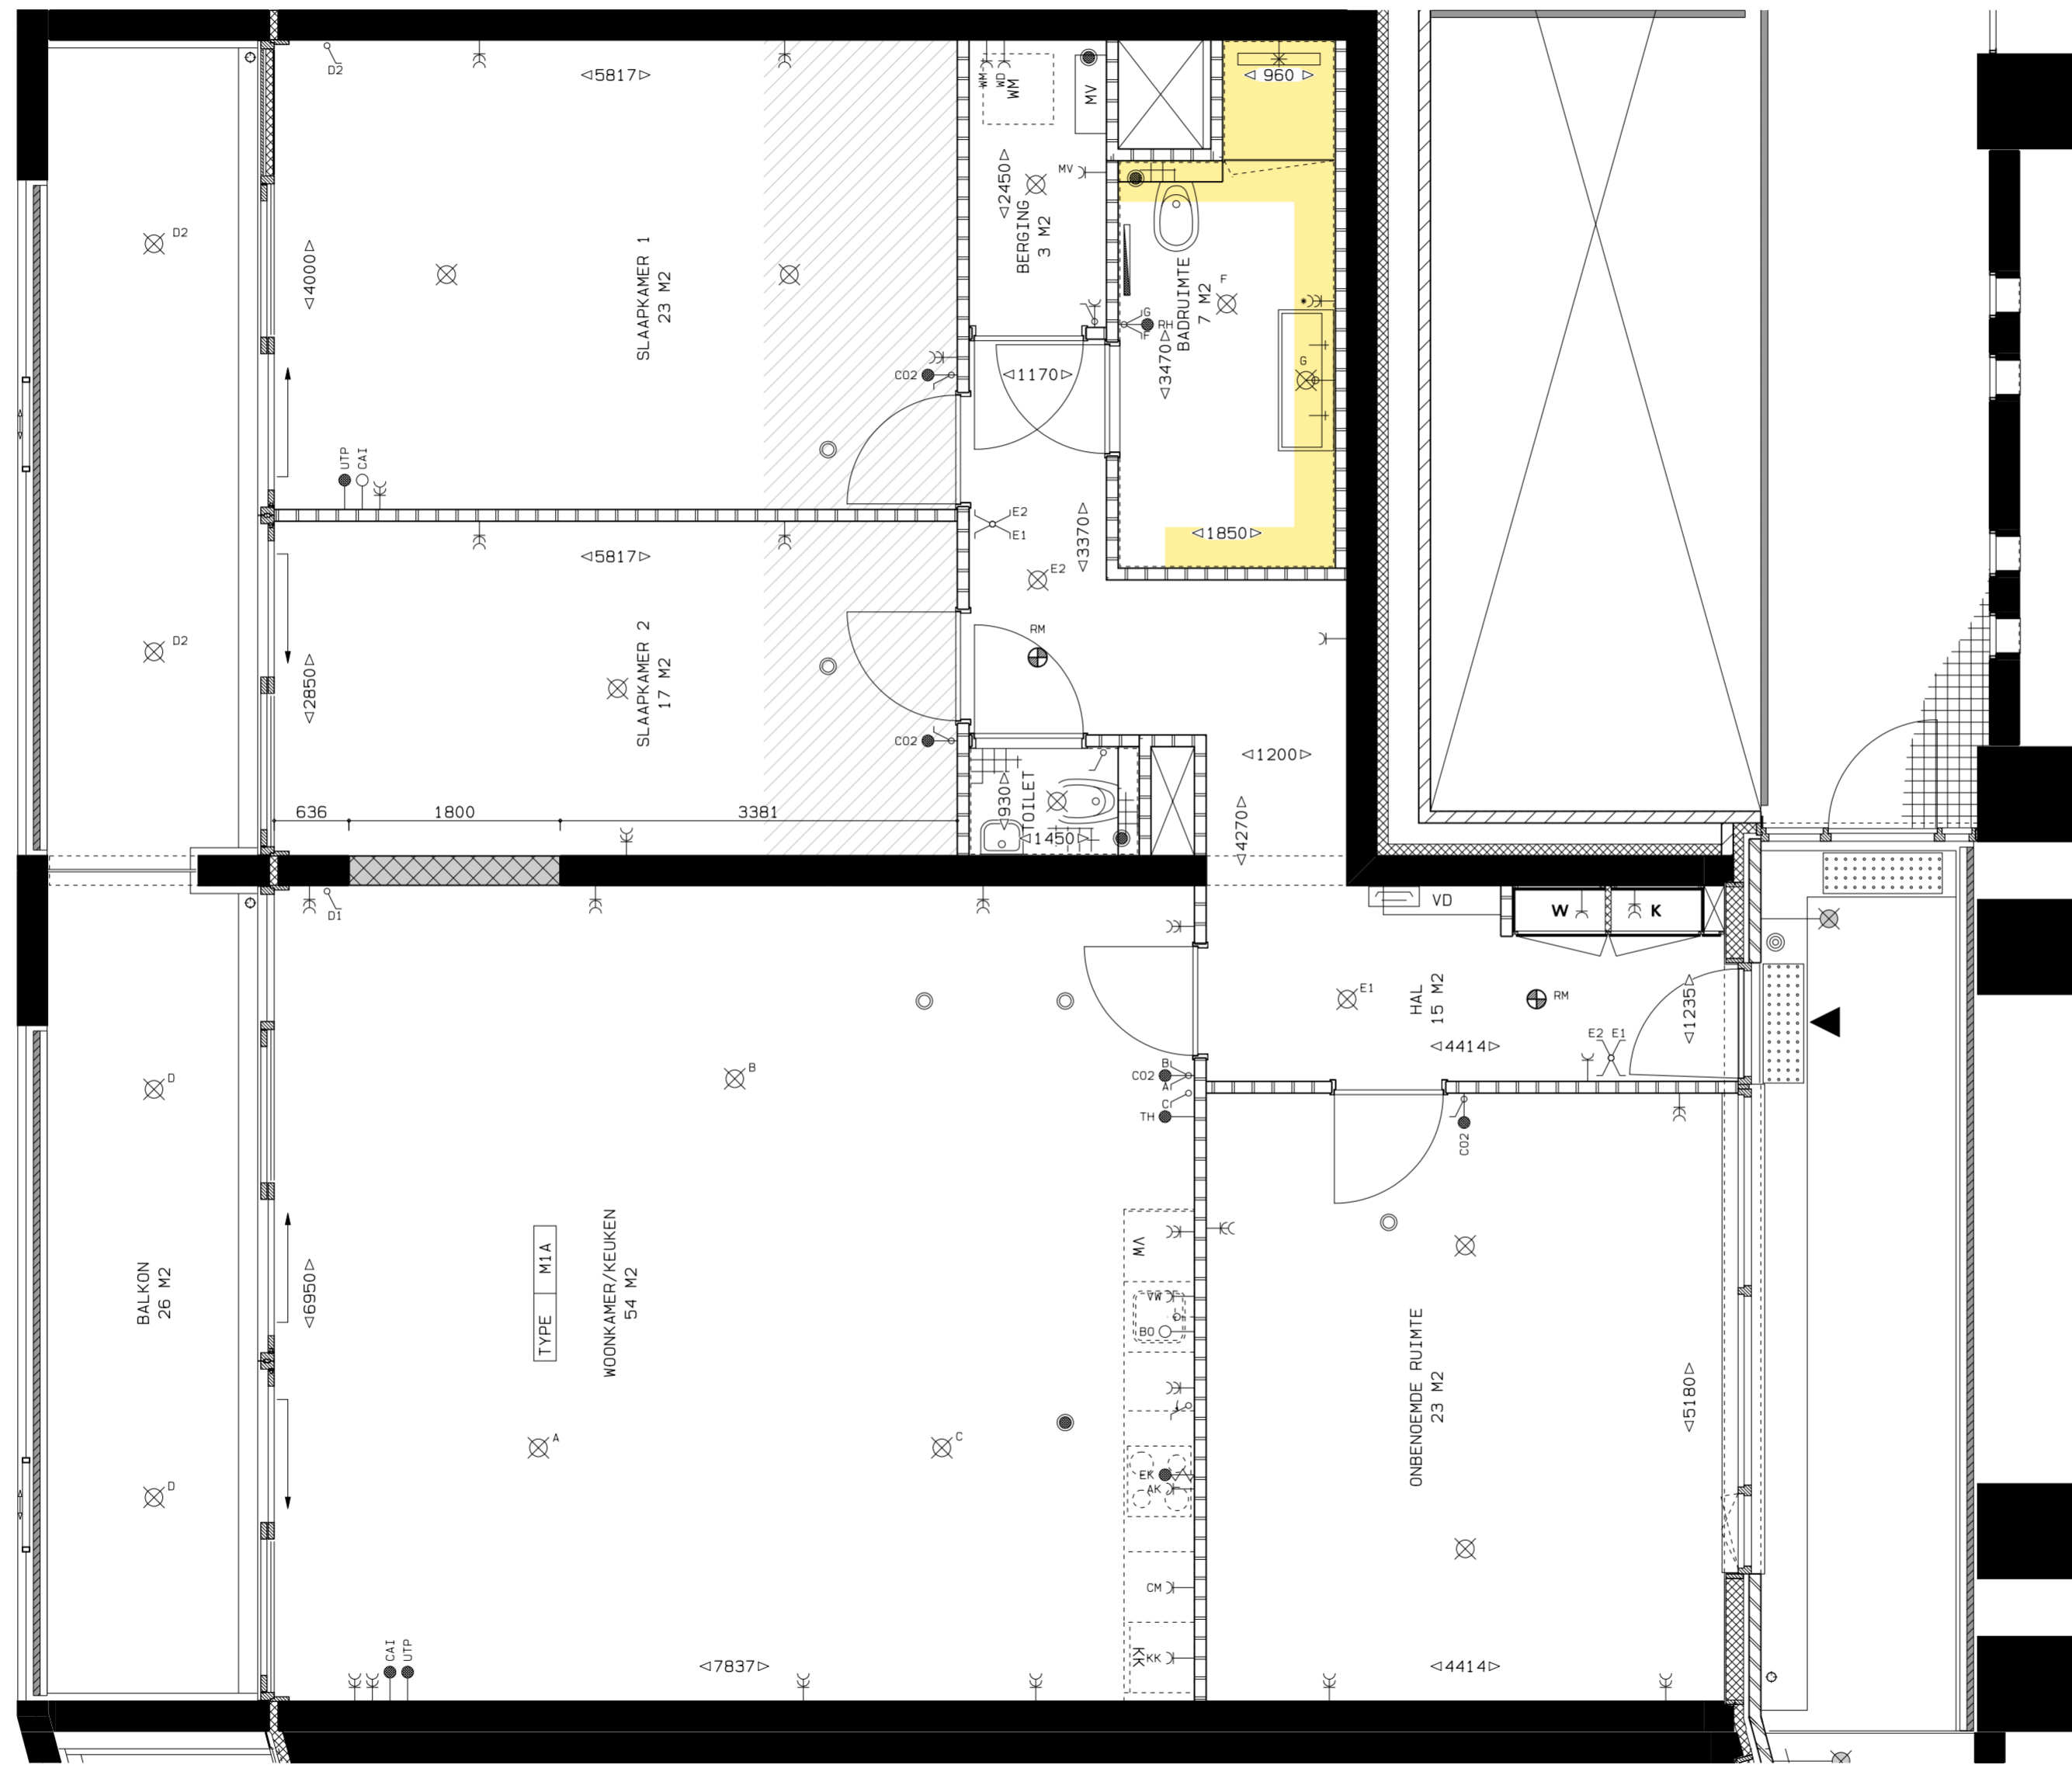 D2
5817
WM
WD
WM
MV
960
2450
MV
BERGING
3 M2
D2
4000
SLAAPKAMER 1
23 M2
BADRUIMTE
7 M2
F
G
F
RH
3470
G
CO2
1170
UTP
CAI
E2
E1
3370
1850
5817
E2
D2
2850
SLAAPKAMER 2
17 M2
RM
CO2
1200
930
TOILET
1450
4270
636
1800
3381
D1
VD
W
K
E1
HAL
15 M2
RM
1235
4414
E2 E1
D
B
B
CO2
A
C
TH
CO2
BALKON
26 M2
6950
TYPE M1A
WOONKAMER/KEUKEN
54 M2
VW
VW
BO
ONBENOEMDE RUIMTE
23 M2
5180
A
C
EK
AK
D
CM
KK
KK
CAI
UTP
7837
4414